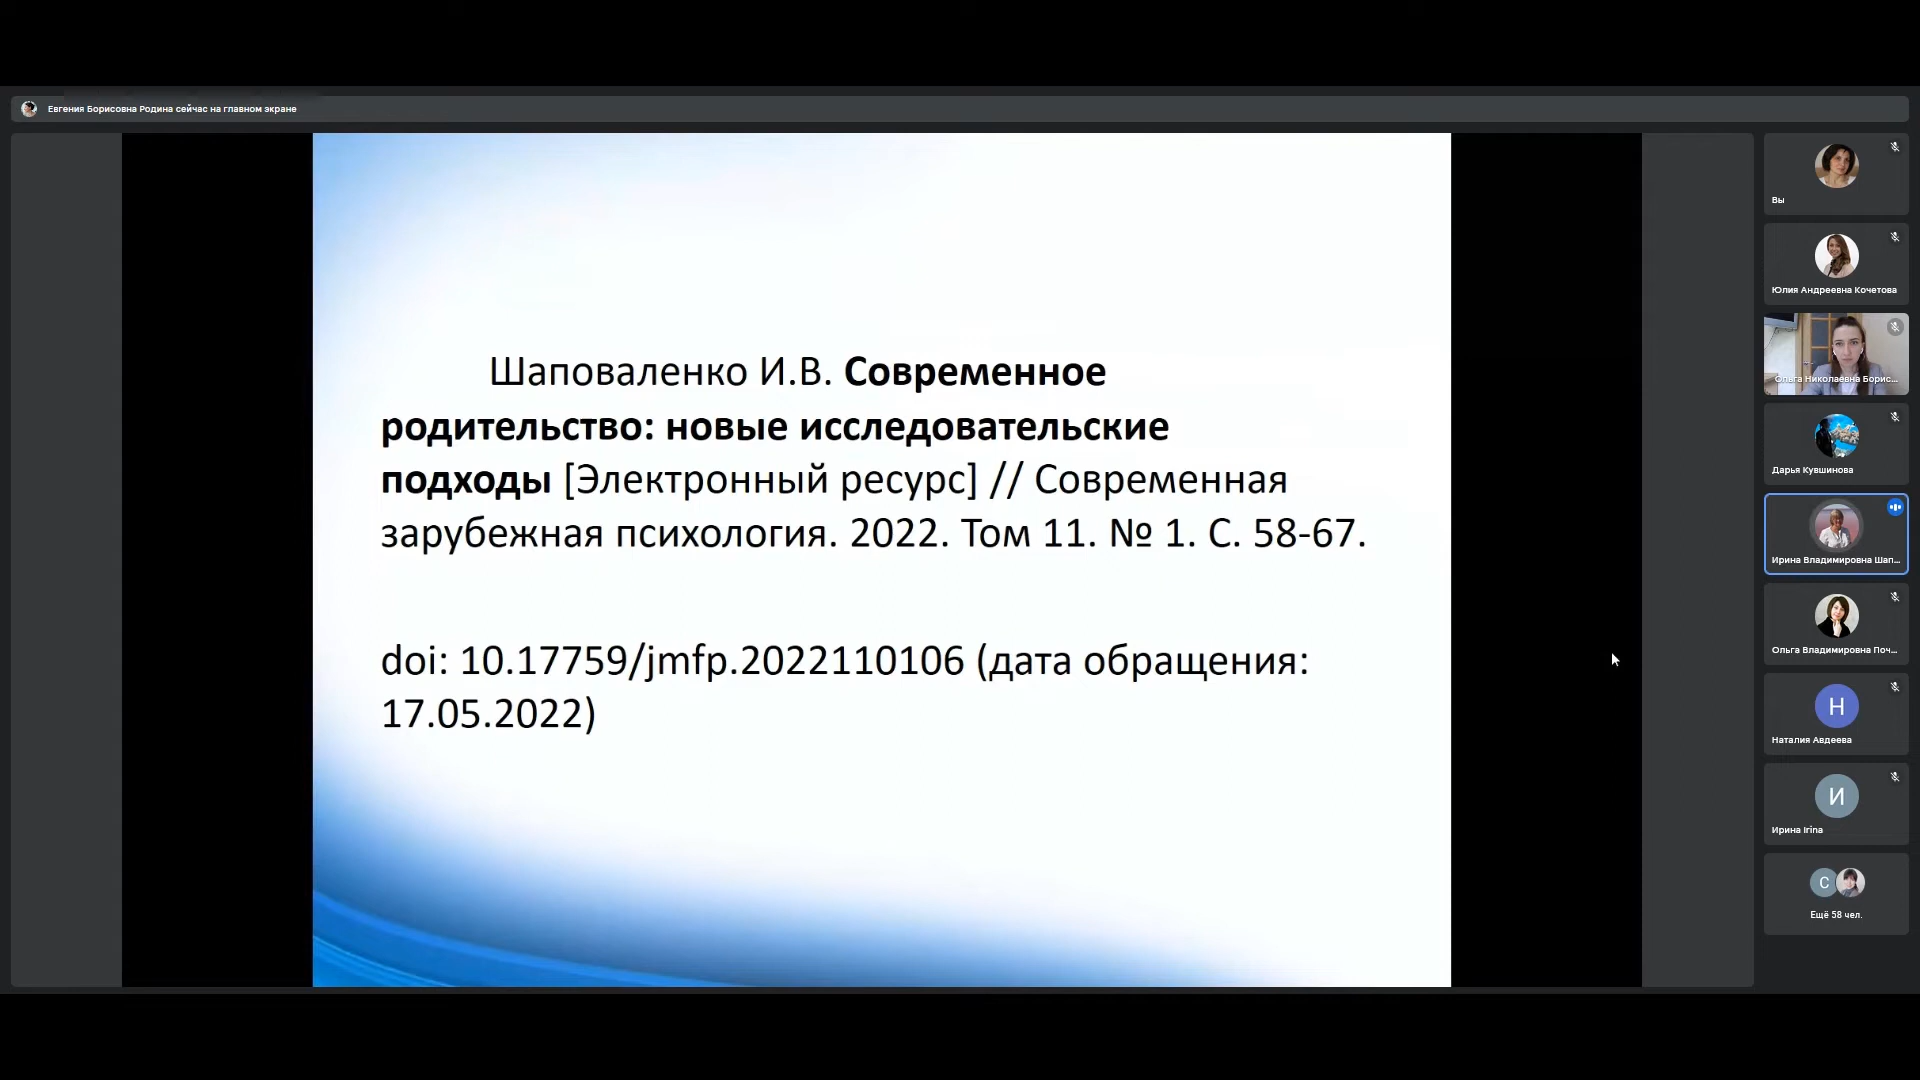 Евгения Борисовна Родина сейчас на главном экране
Шаповаленко И.В. Современное
родительство: новые исследовательские
подходы [Электронный ресурс] // Современная
зарубежная психология. 2022. Том 11. № 1. С. 58-67.
doi: 10.17759/jmfp.2022110106 (дата обращения:
17.05.2022)
Вы
Юлия Андреевна Кочетова
Ольга Николаевна Борис...
Дарья Кувшинова
Ирина Владимировна Шап...
Ольга Владимировна Поч...
Н
Наталия Авдеева
И
Ирина Irina
С
Ещё 58 чел.